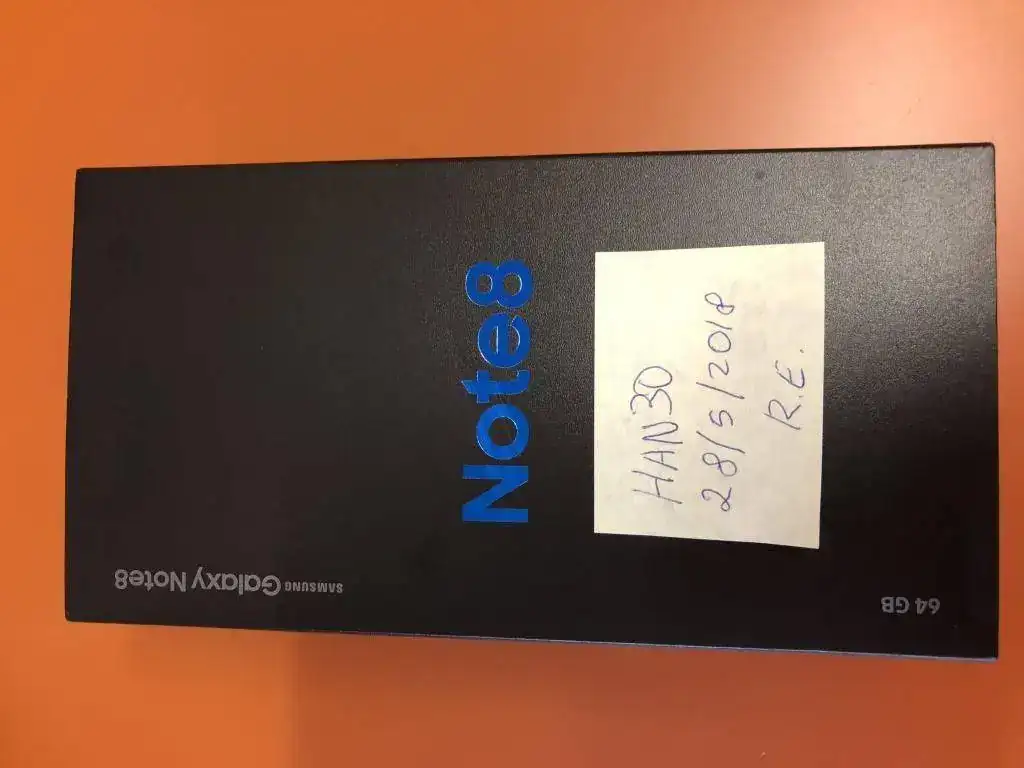 Note8
HAN30
28/5/2018
R.E.
SAMSUNG Galaxy Note8
64 GB